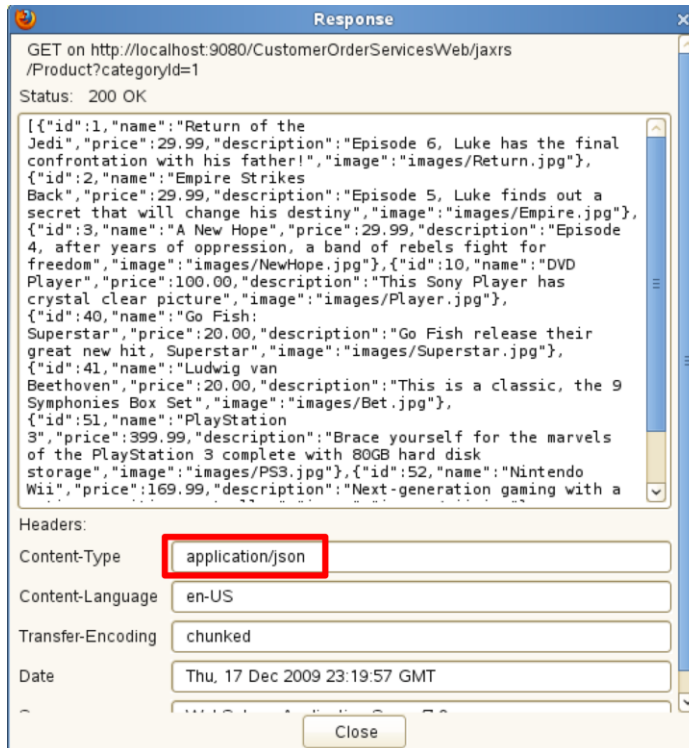 Response
GET on http://localhost:9080/CustomerOrderServicesWeb/jaxrs
/Product?categoryId=1
Status: 200 OK
[{"id":1,"name":"Return of the
Jedi","price":29.99,"description":"Episode 6, Luke has the final
confrontation with his father!","image":"images/Return.jpg"},
{"id":2,"name":"Empire Strikes
Back","price":29.99,"description":"Episode 5, Luke finds out a
secret that will change his destiny","image":"images/Empire.jpg"},
{"id":3,"name":"A New Hope","price":29.99,"description":"Episode
4, after years of oppression, a band of rebels fight for
freedom","image":"images/NewHope.jpg"},{"id":10,"name":"DVD
Player","price":100.00,"description":"This Sony Player has
crystal clear picture","image":"images/Player.jpg"},
{"id":40,"name":"Go Fish:
Superstar","price":20.00,"description":"Go Fish release their
great new hit, Superstar","image":"images/Superstar.jpg"},
{"id":41,"name":"Ludwig van
Beethoven","price":20.00,"description":"This is a classic, the 9
Symphonies Box Set","image":"images/Bet.jpg"},
{"id":51,"name":"PlayStation
3","price":399.99,"description":"Brace yourself for the marvels
of the PlayStation 3 complete with 80GB hard disk
storage","image":"images/PS3.jpg"},{"id":52,"name":"Nintendo
Wii","price":169.99,"description":"Next-generation gaming with a
Headers:
Content-Type application/json
Content-Language en-US
Transfer-Encoding chunked
Date Thu, 17 Dec 2009 23:19:57 GMT
Close